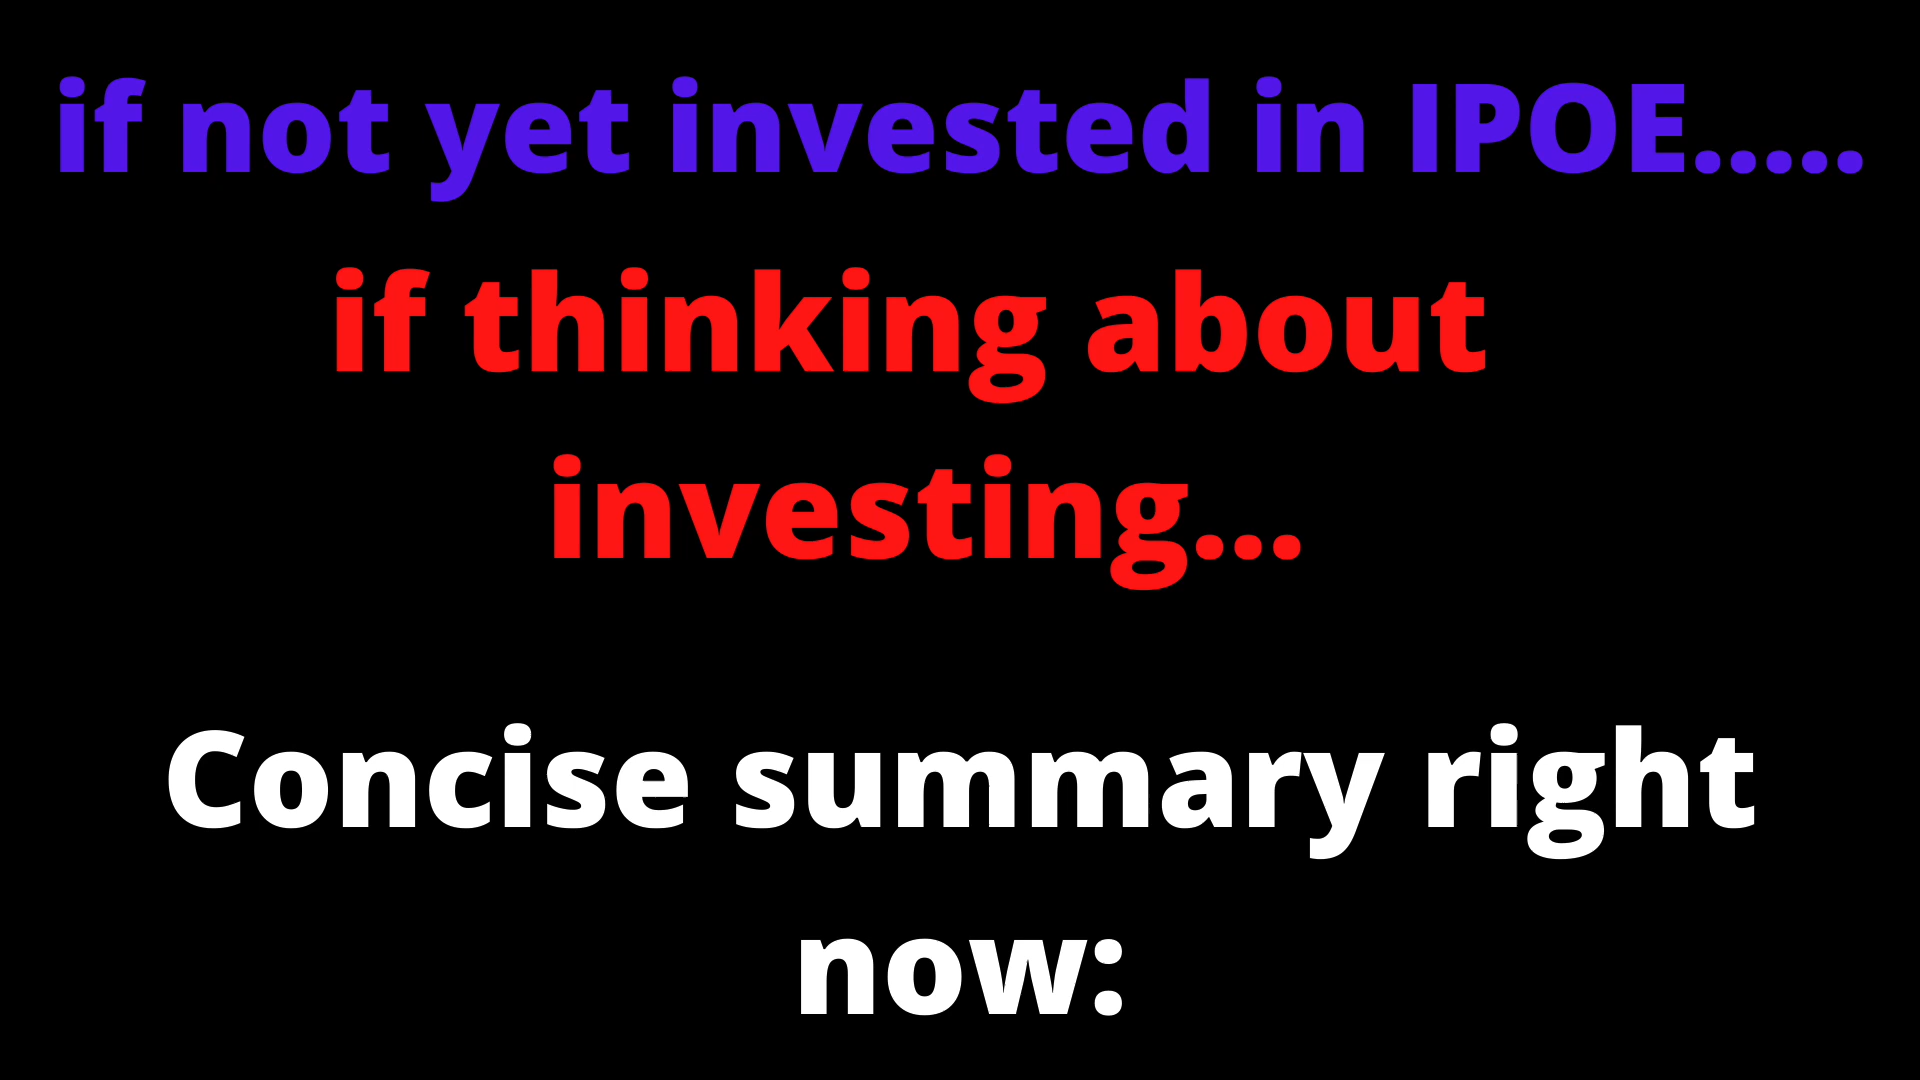 if not yet invested in IPOE.....
if thinking about
investing...
Concise summary right
now: